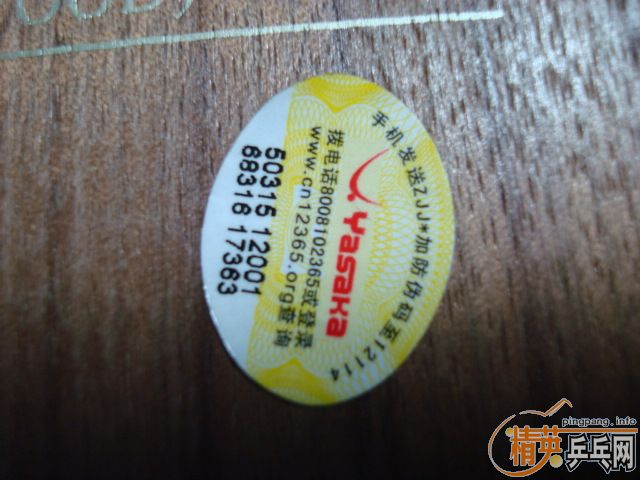 手机发送ZJJ*加防伪码至12114
Yasaka
拨电话8008102365或登录
www.cn12365.org查询
50315 12001
68316 17363
pingpang.info
精英乒乓网